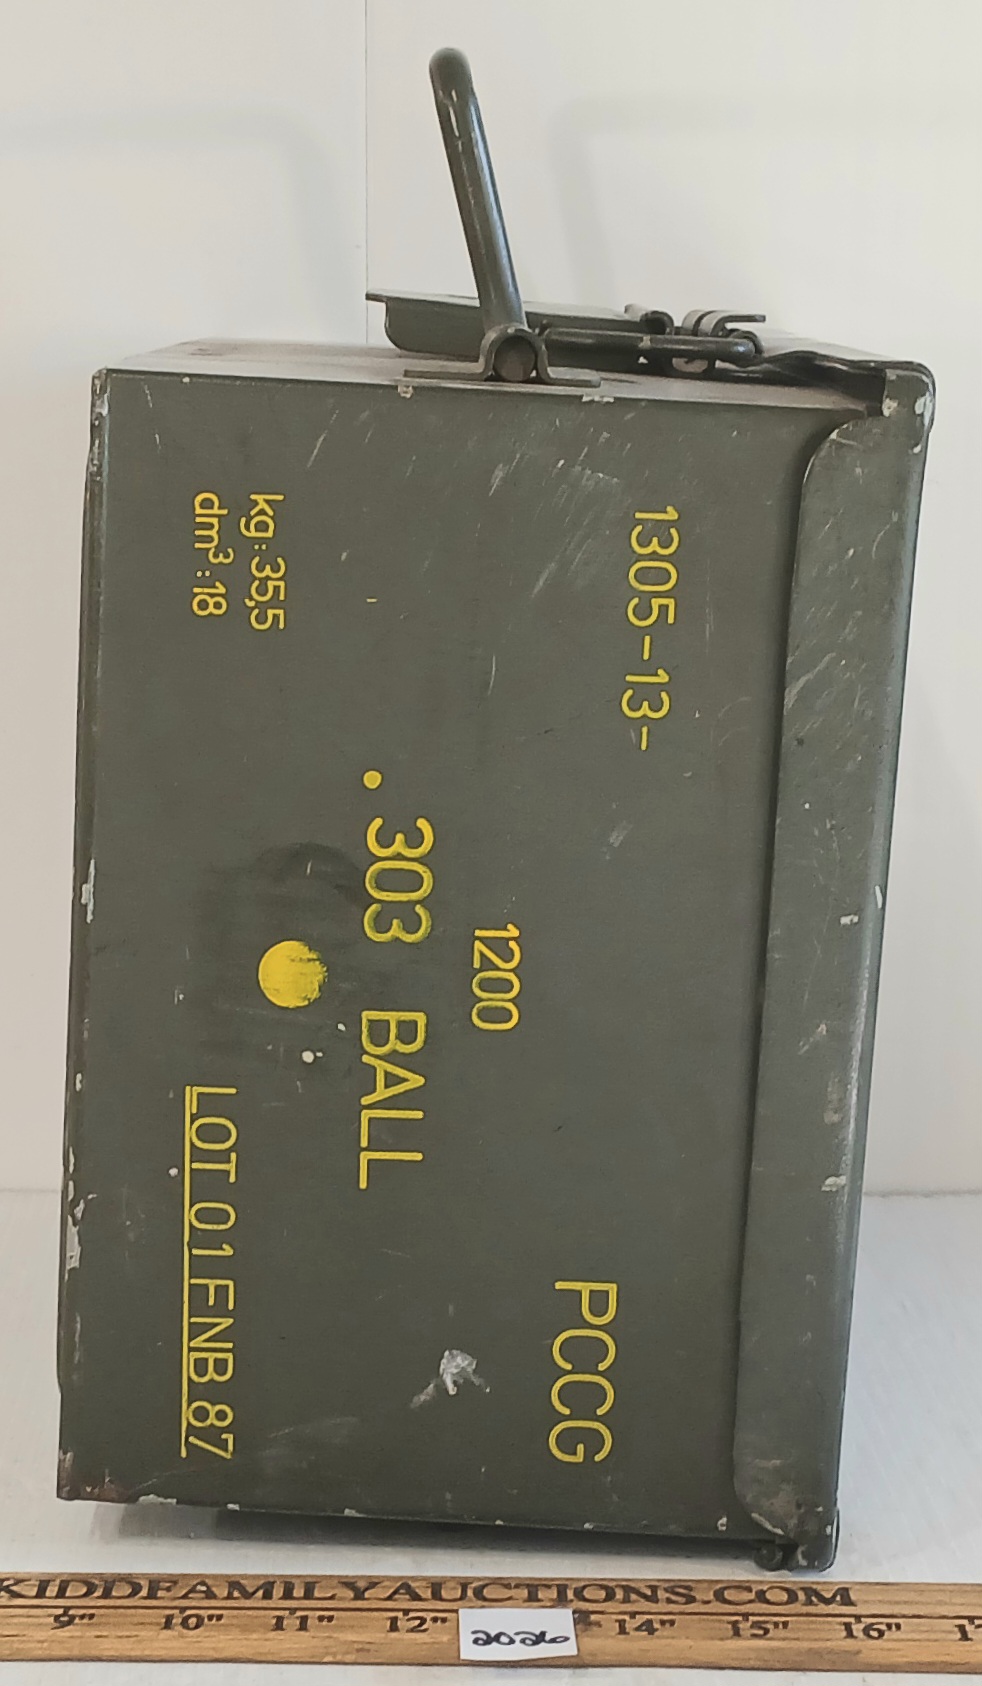 1305-13-
PCCG
1200
.303 BALL
kg:35,5
dm³:18
LOT 01 FNB 87
KIDDFAMILYAUCTIONS.COM
9" 10" 11" 12" 14" 15" 16"
2026